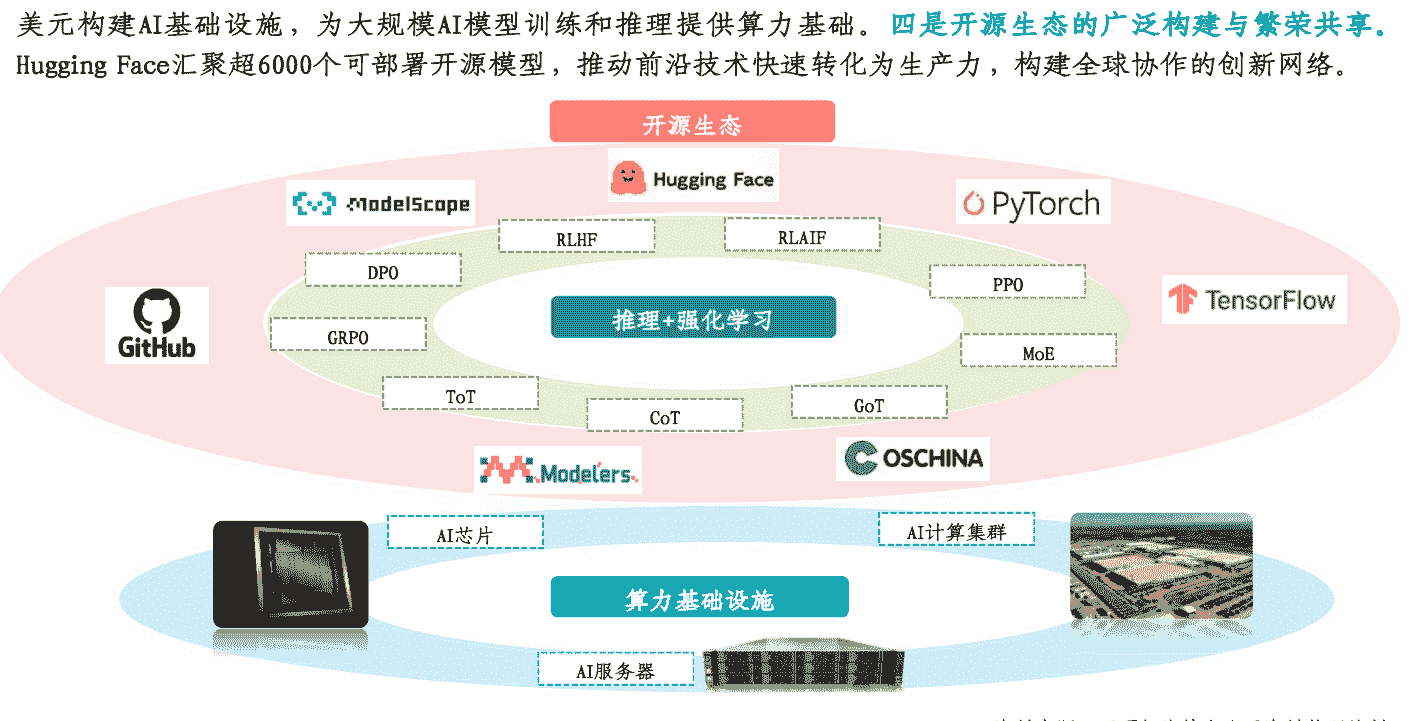 美元构建AI基础设施，为大规模AI模型训练和推理提供算力基础。四是开源生态的广泛构建与繁荣共享。
Hugging Face汇聚超6000个可部署开源模型，推动前沿技术快速转化为生产力，构建全球协作的创新网络。
开源生态
Hugging Face
ModelScope
PyTorch
RLHF
RLAIF
DPO
PPO
TensorFlow
GitHub
推理+强化学习
GRPO
MoE
ToT
CoT
GoT
Modelers
OSCHINA
AI芯片
AI计算集群
算力基础设施
AI服务器